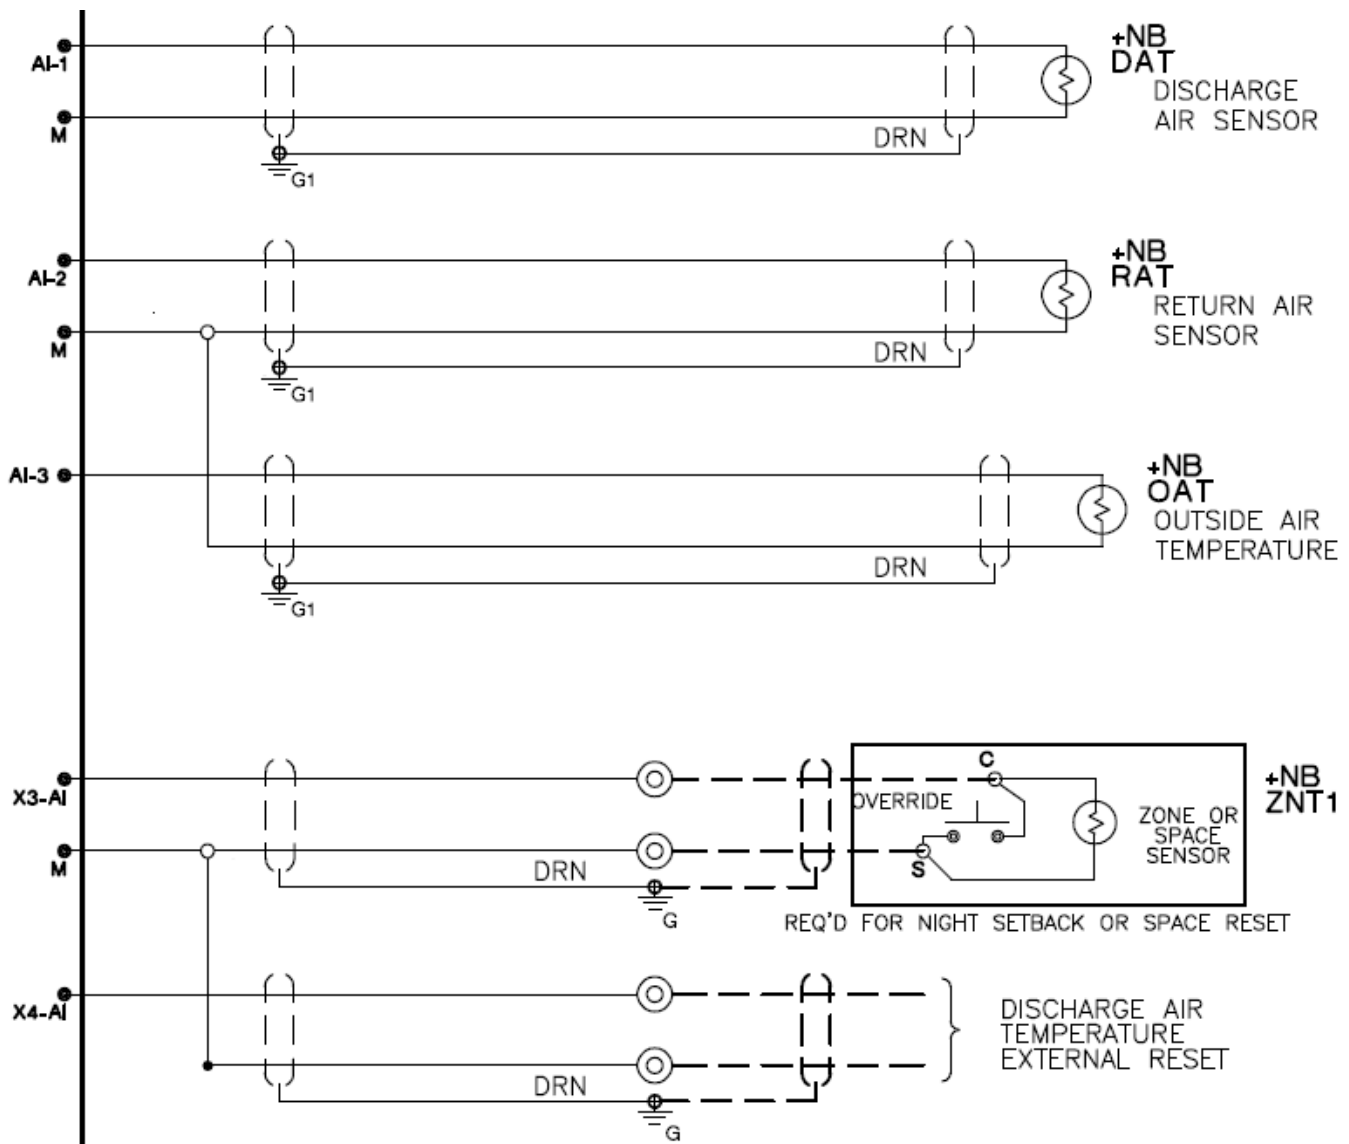 AI-1
M
DRN
G1
+NB
DAT
DISCHARGE
AIR SENSOR
AI-2
M
DRN
G1
+NB
RAT
RETURN AIR
SENSOR
AI-3
DRN
G1
+NB
OAT
OUTSIDE AIR
TEMPERATURE
X3-AI
M
DRN
G
C
OVERRIDE
S
ZONE OR
SPACE
SENSOR
+NB
ZNT1
REQ'D FOR NIGHT SETBACK OR SPACE RESET
X4-AI
DRN
G
DISCHARGE AIR
TEMPERATURE
EXTERNAL RESET